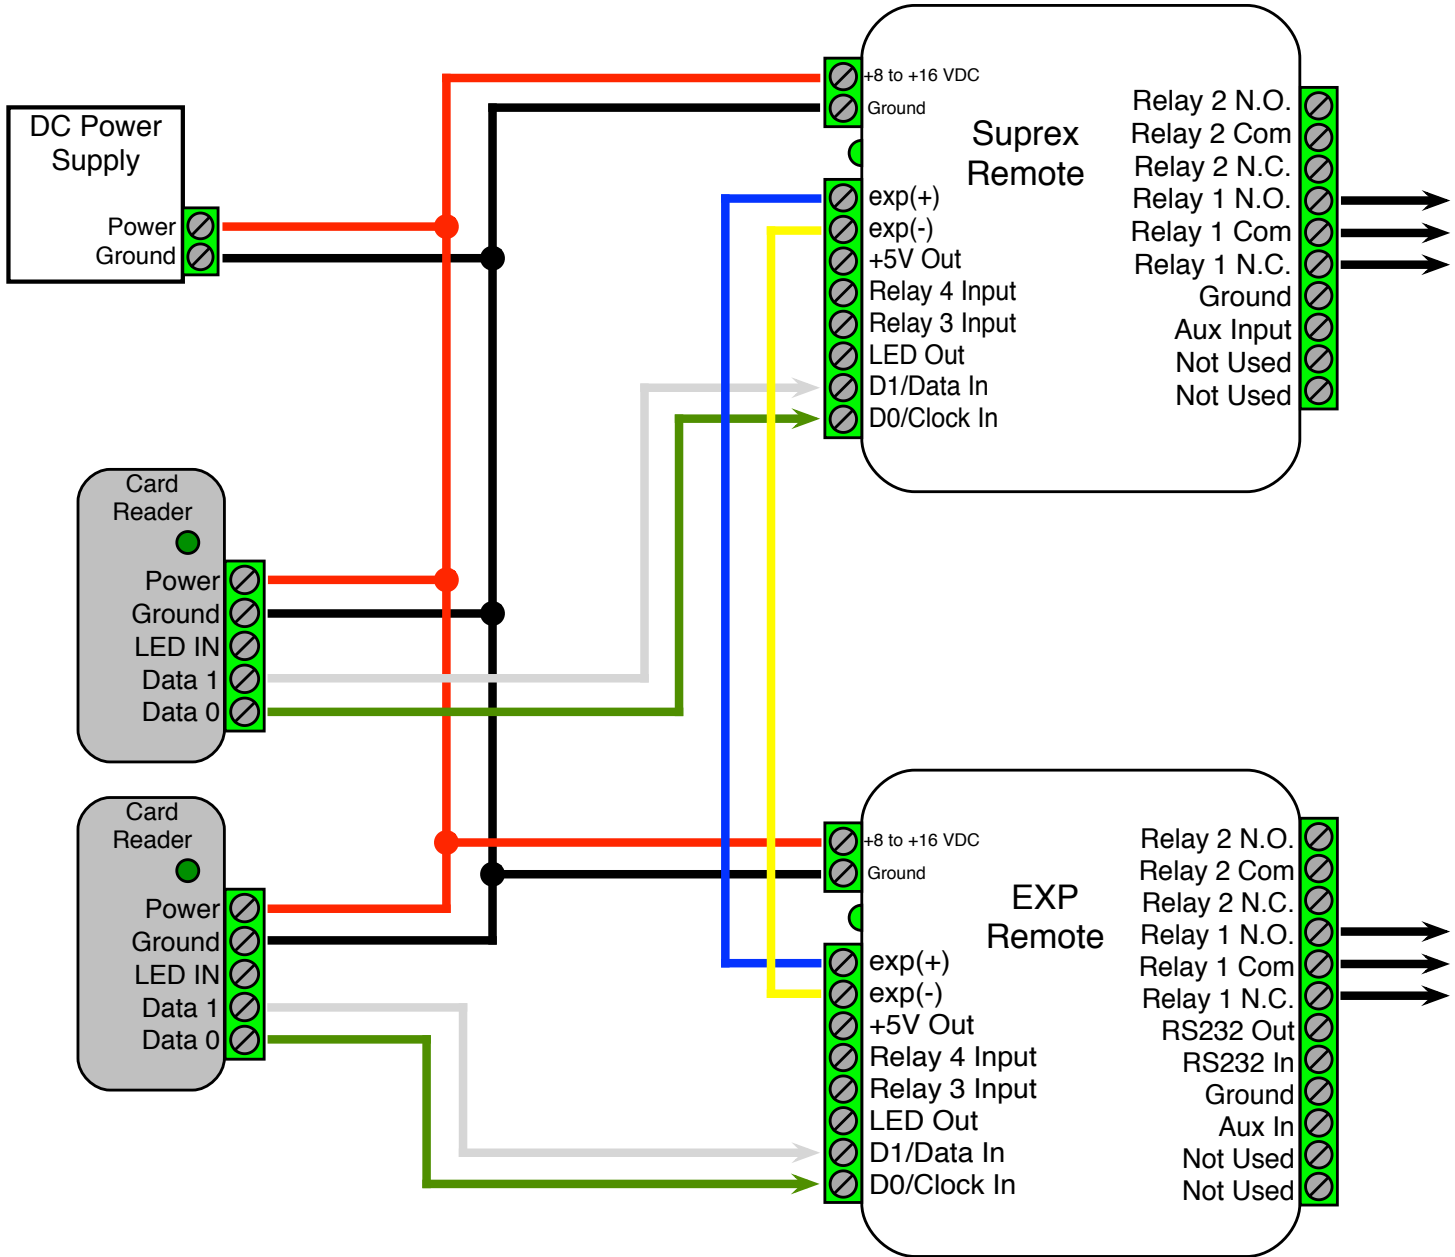 DC Power
Supply
Power
Ground
Card
Reader
Power
Ground
LED IN
Data 1
Data 0
Card
Reader
Power
Ground
LED IN
Data 1
Data 0
+8 to +16 VDC
Ground
Suprex
Remote
exp(+)
exp(-)
+5V Out
Relay 4 Input
Relay 3 Input
LED Out
D1/Data In
D0/Clock In
Relay 2 N.O.
Relay 2 Com
Relay 2 N.C.
Relay 1 N.O.
Relay 1 Com
Relay 1 N.C.
Ground
Aux Input
Not Used
Not Used
+8 to +16 VDC
Ground
EXP
Remote
exp(+)
exp(-)
+5V Out
Relay 4 Input
Relay 3 Input
LED Out
D1/Data In
D0/Clock In
Relay 2 N.O.
Relay 2 Com
Relay 2 N.C.
Relay 1 N.O.
Relay 1 Com
Relay 1 N.C.
RS232 Out
RS232 In
Ground
Aux In
Not Used
Not Used